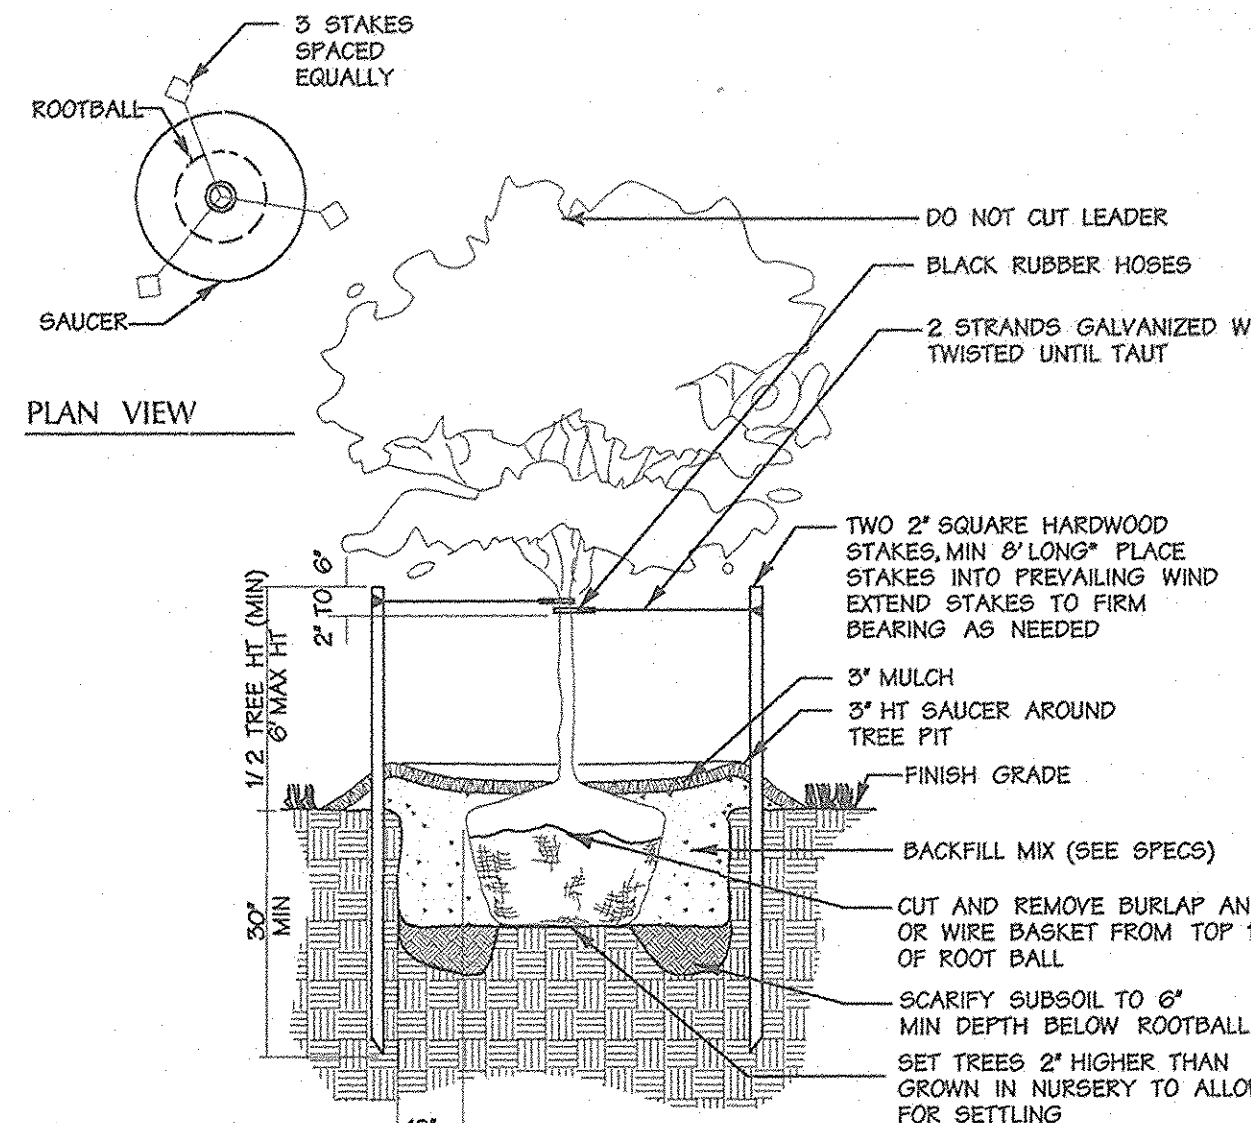 3 STAKES
SPACED
EQUALLY
ROOTBALL
SAUCER
PLAN VIEW
DO NOT CUT LEADER
BLACK RUBBER HOSES
2 STRANDS GALVANIZED W
TWISTED UNTIL TAUT
TWO 2" SQUARE HARDWOOD
STAKES, MIN 8' LONG* PLACE
STAKES INTO PREVAILING WIND
EXTEND STAKES TO FIRM
BEARING AS NEEDED
2" TO 6"
1/2 TREE HT (MIN)
6' MAX HT
3" MULCH
3" HT SAUCER AROUND
TREE PIT
FINISH GRADE
BACKFILL MIX (SEE SPECS)
30"
MIN
CUT AND REMOVE BURLAP AN
OR WIRE BASKET FROM TOP 1
OF ROOT BALL
SCARIFY SUBSOIL TO 6"
MIN DEPTH BELOW ROOTBALL
SET TREES 2" HIGHER THAN
GROWN IN NURSERY TO ALLO
FOR SETTLING